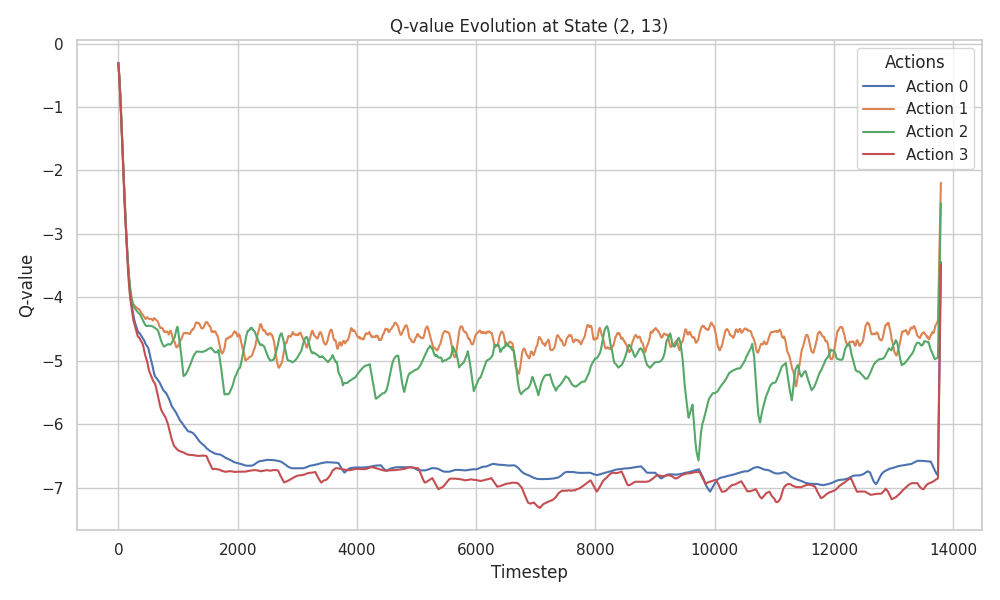 Q-value Evolution at State (2, 13)
Q-value
0
−1
−2
−3
−4
−5
−6
−7
0
2000
4000
6000
8000
10000
12000
14000
Timestep
Actions
Action 0
Action 1
Action 2
Action 3